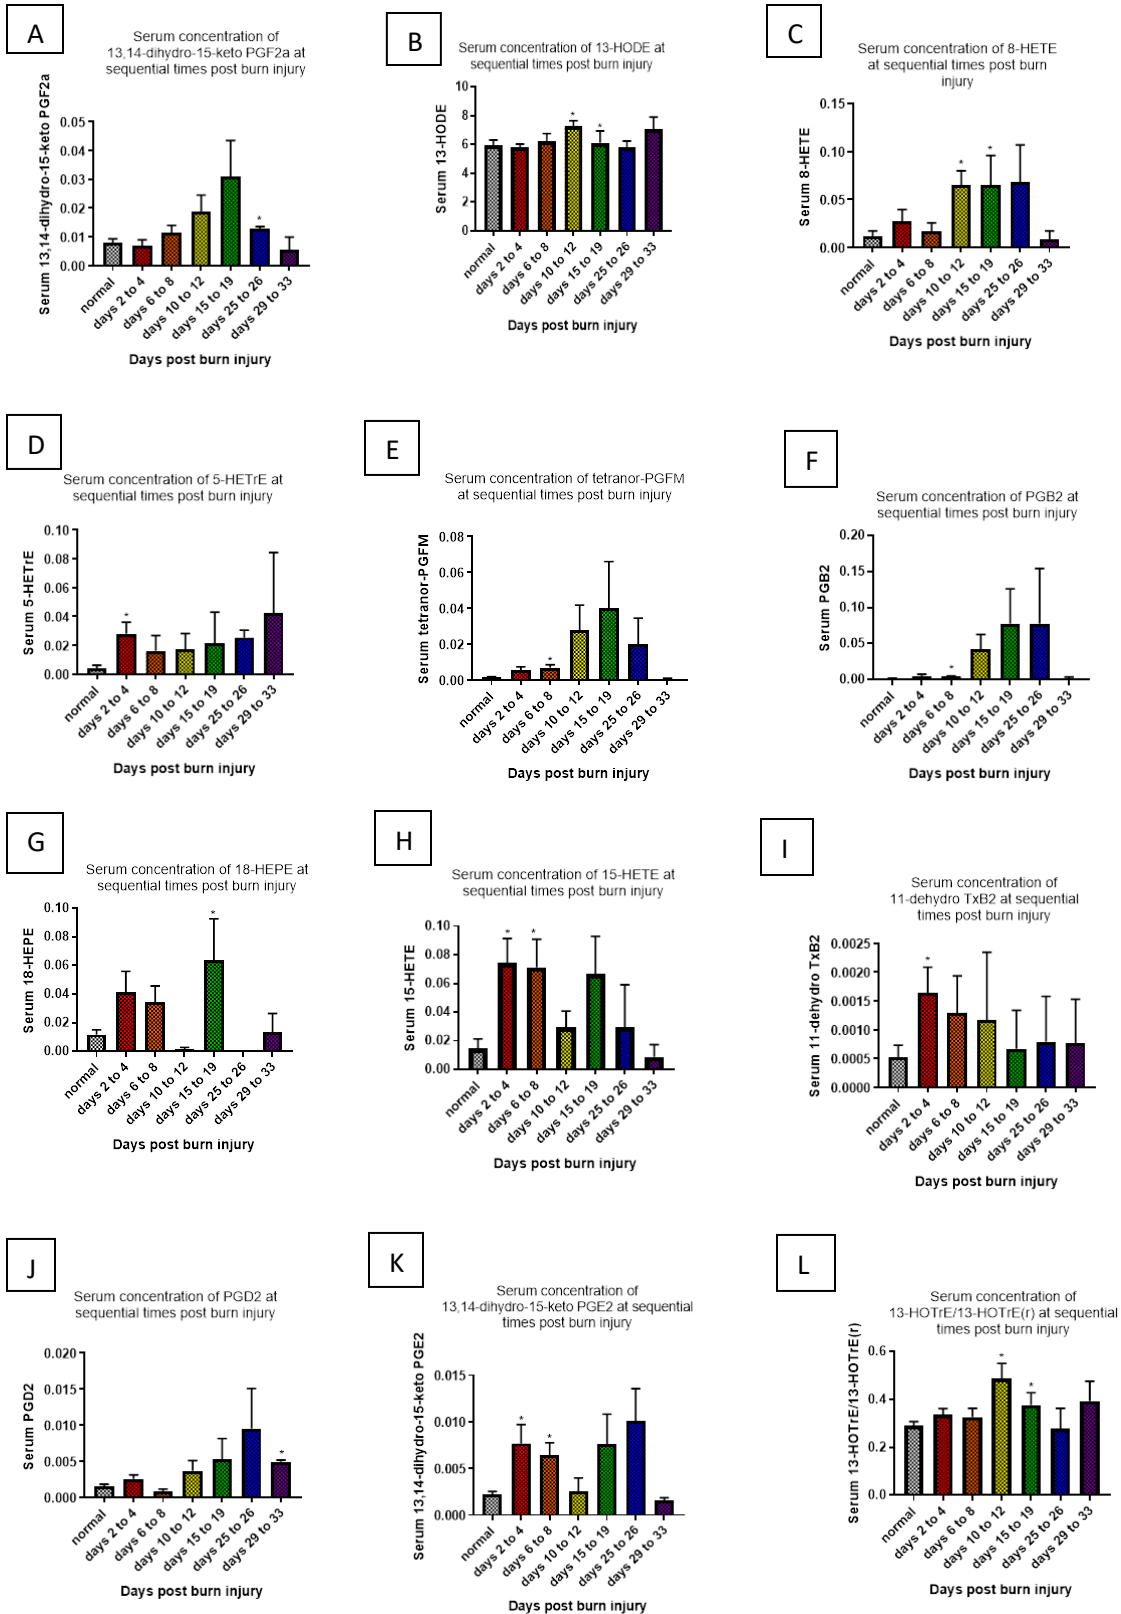 A
Serum concentration of
13,14-dihydro-15-keto PGF2a at
sequential times post burn injury
Serum 13,14-dihydro-15-keto PGF2a
0.05
0.04
0.03
0.02
0.01
0.00
*
normal
days 2 to 4
days 6 to 8
days 10 to 12
days 15 to 19
days 25 to 26
days 29 to 33
Days post burn injury
B
Serum concentration of 13-HODE at
sequential times post burn injury
Serum 13-HODE
10
8
6
4
2
0
*
*
normal
days 2 to 4
days 6 to 8
days 10 to 12
days 15 to 19
days 25 to 26
days 29 to 33
Days post burn injury
C
Serum concentration of 8-HETE
at sequential times post burn
injury
Serum 8-HETE
0.15
0.10
0.05
0.00
*
*
normal
days 2 to 4
days 6 to 8
days 10 to 12
days 15 to 19
days 25 to 26
days 29 to 33
Days post burn injury
D
Serum concentration of 5-HETrE at
sequential times post burn injury
Serum 5-HETrE
0.10
0.08
0.06
0.04
0.02
0.00
*
normal
days 2 to 4
days 6 to 8
days 10 to 12
days 15 to 19
days 25 to 26
days 29 to 33
Days post burn injury
E
Serum concentration of tetranor-PGFM
at sequential times post burn injury
Serum tetranor-PGFM
0.08
0.06
0.04
0.02
0.00
*
normal
days 2 to 4
days 6 to 8
days 10 to 12
days 15 to 19
days 25 to 26
days 29 to 33
Days post burn injury
F
Serum concentration of PGB2 at
sequential times post burn injury
Serum PGB2
0.20
0.15
0.10
0.05
0.00
*
normal
days 2 to 4
days 6 to 8
days 10 to 12
days 15 to 19
days 25 to 26
days 29 to 33
Days post burn injury
G
Serum concentration of 18-HEPE at
sequential times post burn injury
Serum 18-HEPE
0.10
0.08
0.06
0.04
0.02
0.00
*
normal
days 2 to 4
days 6 to 8
days 10 to 12
days 15 to 19
days 25 to 26
days 29 to 33
Days post burn injury
H
Serum concentration of 15-HETE at
sequential times post burn injury
Serum 15-HETE
0.10
0.08
0.06
0.04
0.02
0.00
*
*
normal
days 2 to 4
days 6 to 8
days 10 to 12
days 15 to 19
days 25 to 26
days 29 to 33
Days post burn injury
I
Serum concentration of
11-dehydro TxB2 at sequential
times post burn injury
Serum 11-dehydro TxB2
0.0025
0.0020
0.0015
0.0010
0.0005
0.0000
*
normal
days 2 to 4
days 6 to 8
days 10 to 12
days 15 to 19
days 25 to 26
days 29 to 33
Days post burn injury
J
Serum concentration of PGD2 at
sequential times post burn injury
Serum PGD2
0.020
0.015
0.010
0.005
0.000
*
normal
days 2 to 4
days 6 to 8
days 10 to 12
days 15 to 19
days 25 to 26
days 29 to 33
Days post burn injury
K
Serum concentration of
13,14-dihydro-15-keto PGE2 at sequential
times post burn injury
Serum 13,14-dihydro-15-keto PGE2
0.015
0.010
0.005
0.000
*
*
normal
days 2 to 4
days 6 to 8
days 10 to 12
days 15 to 19
days 25 to 26
days 29 to 33
Days post burn injury
L
Serum concentration of
13-HOTrE/13-HOTrE(r) at sequential
times post burn injury
Serum 13-HOTrE/13-HOTrE(r)
0.6
0.4
0.2
0.0
*
*
normal
days 2 to 4
days 6 to 8
days 10 to 12
days 15 to 19
days 25 to 26
days 29 to 33
Days post burn injury